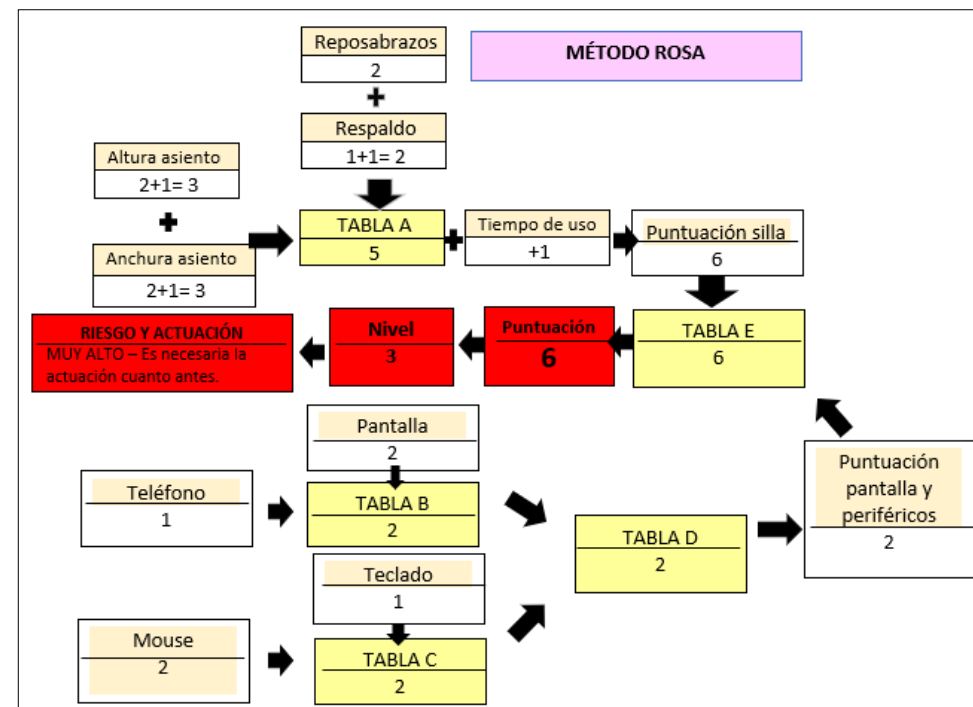 MÉTODO ROSA
Reposabrazos
2
Respaldo
1+1= 2
Altura asiento
2+1= 3
Anchura asiento
2+1= 3
TABLA A
5
Tiempo de uso
+1
Puntuación silla
6
TABLA E
6
Puntuación
6
Nivel
3
RIESGO Y ACTUACIÓN
MUY ALTO – Es necesaria la
actuación cuanto antes.
Pantalla
2
Teléfono
1
TABLA B
2
Teclado
1
Mouse
2
TABLA C
2
TABLA D
2
Puntuación
pantalla y
periféricos
2